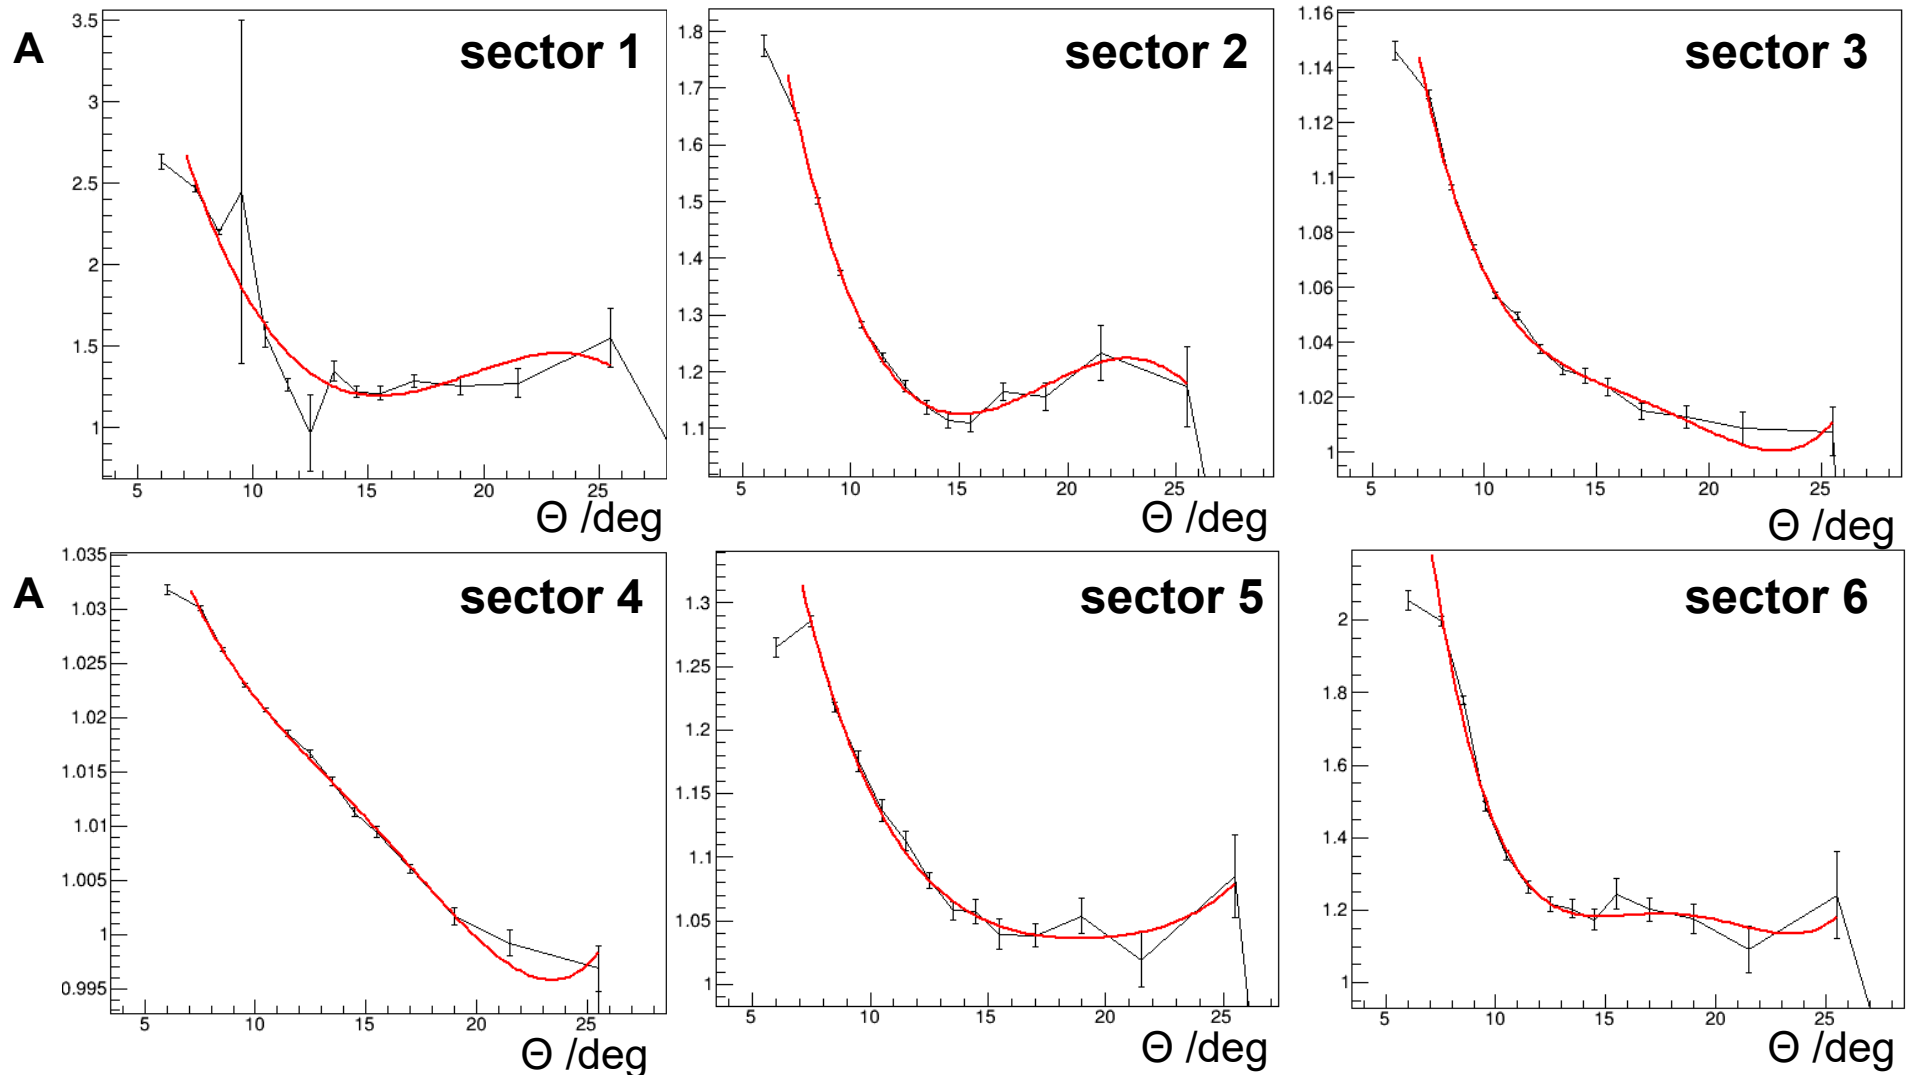 A
sector 1
3.5
3
2.5
2
1.5
1
5 10 15 20 25
Θ /deg
sector 2
1.8
1.7
1.6
1.5
1.4
1.3
1.2
1.1
5 10 15 20 25
Θ /deg
sector 3
1.16
1.14
1.12
1.1
1.08
1.06
1.04
1.02
1
5 10 15 20 25
Θ /deg
A
sector 4
1.035
1.03
1.025
1.02
1.015
1.01
1.005
1
0.995
5 10 15 20 25
Θ /deg
sector 5
1.3
1.25
1.2
1.15
1.1
1.05
1
5 10 15 20 25
Θ /deg
sector 6
2
1.8
1.6
1.4
1.2
1
5 10 15 20 25
Θ /deg